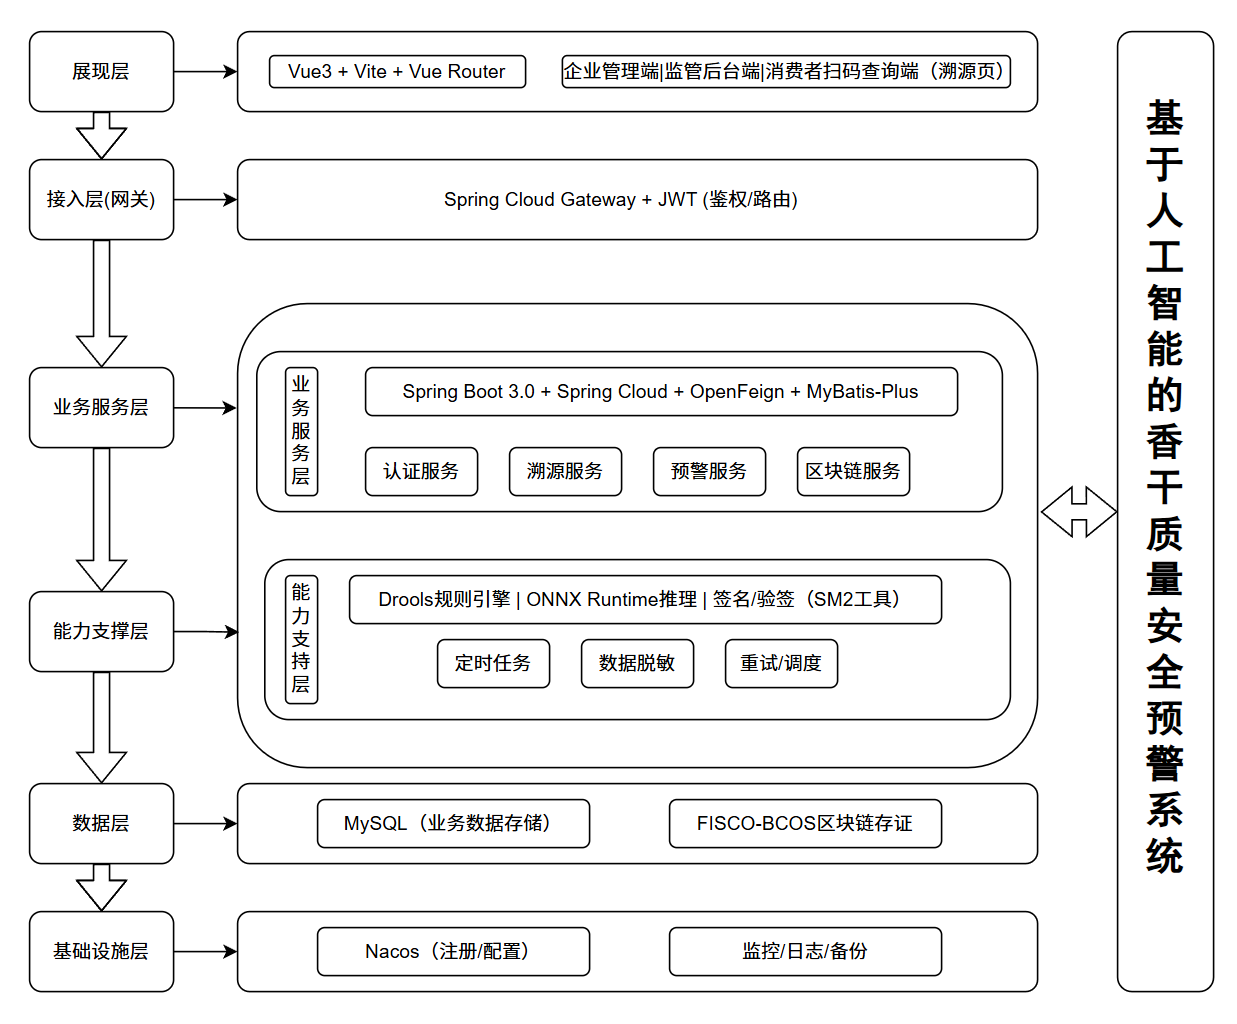 展现层
Vue3 + Vite + Vue Router
企业管理端|监管后台端|消费者扫码查询端（溯源页）
接入层(网关)
Spring Cloud Gateway + JWT (鉴权/路由)
业务服务层
业务服务层
Spring Boot 3.0 + Spring Cloud + OpenFeign + MyBatis-Plus
认证服务
溯源服务
预警服务
区块链服务
能力支撑层
能力支持层
Drools规则引擎 | ONNX Runtime推理 | 签名/验签（SM2工具）
定时任务
数据脱敏
重试/调度
数据层
MySQL（业务数据存储）
FISCO-BCOS区块链存证
基础设施层
Nacos（注册/配置）
监控/日志/备份
基于人工智能的香干质量安全预警系统